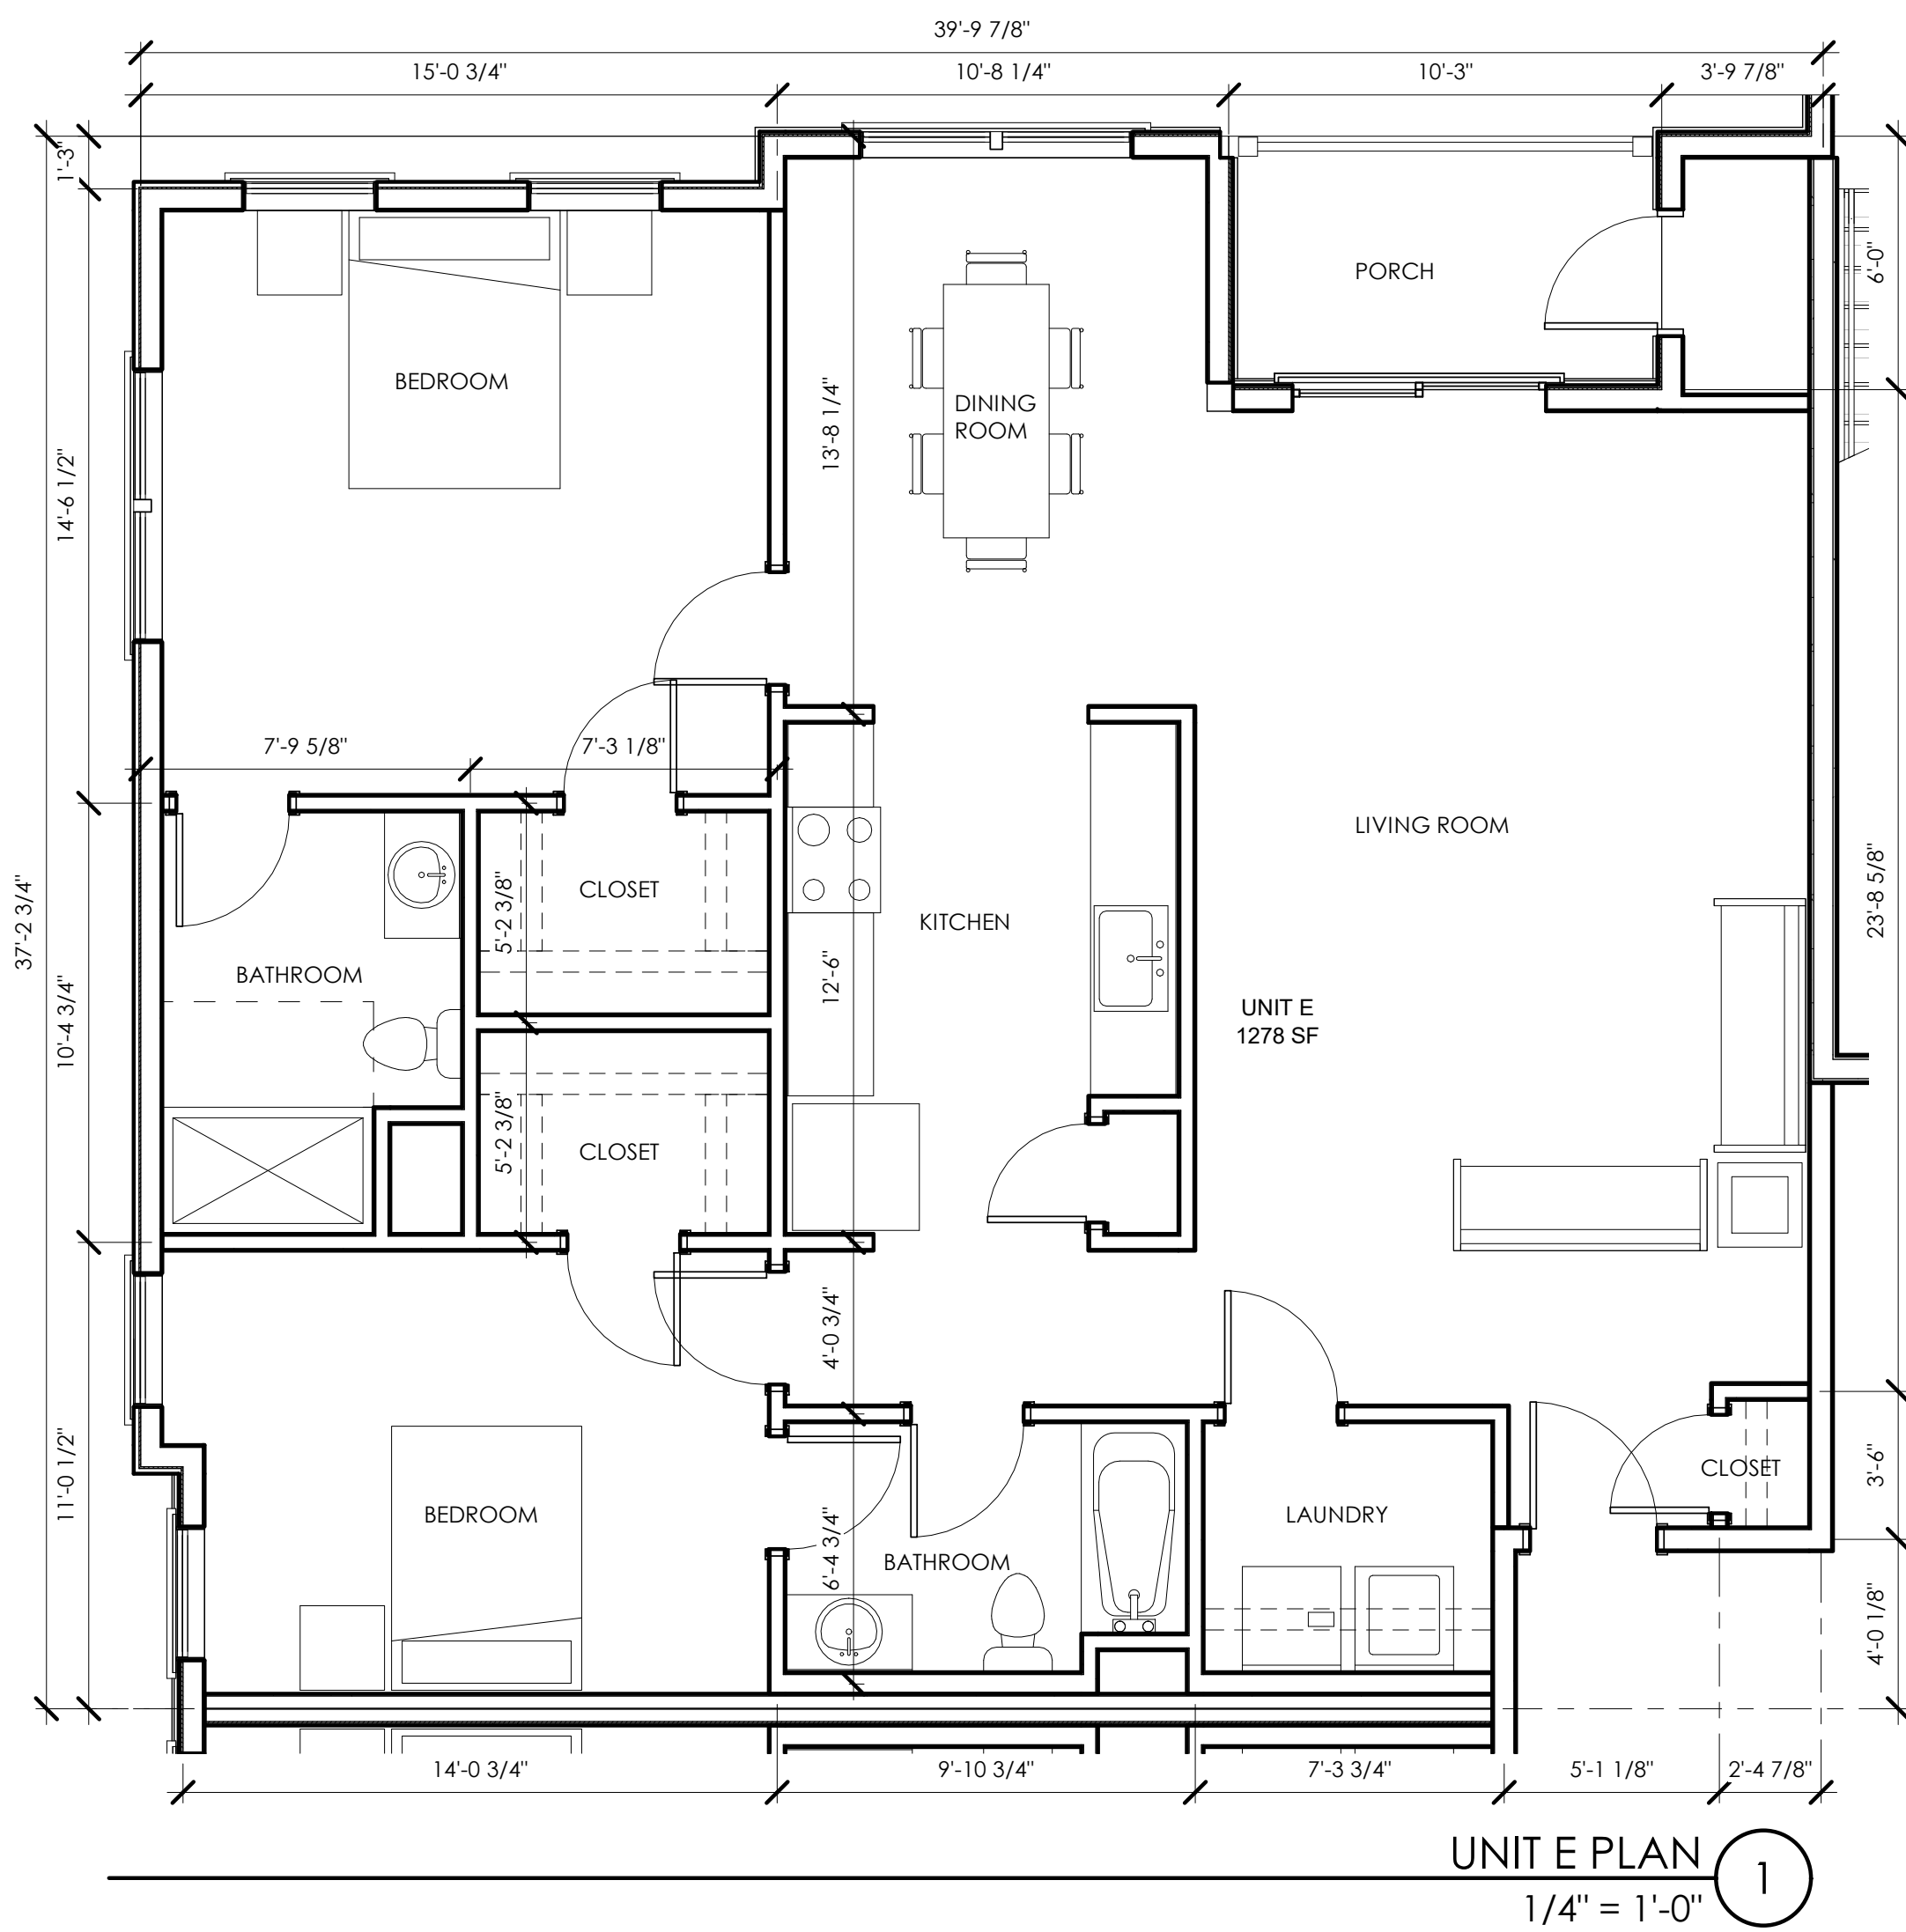 39'-9 7/8"
15'-0 3/4"
10'-8 1/4"
10'-3"
3'-9 7/8"
1'-3"
6'-0"
PORCH
BEDROOM
DINING
ROOM
13'-8 1/4"
14'-6 1/2"
7'-9 5/8"
7'-3 1/8"
LIVING ROOM
CLOSET
5'-2 3/8"
KITCHEN
37'-2 3/4"
23'-8 5/8"
BATHROOM
12'-6"
UNIT E
1278 SF
10'-4 3/4"
5'-2 3/8"
CLOSET
4'-0 3/4"
11'-0 1/2"
CLOSET
3'-6"
BEDROOM
LAUNDRY
6'-4 3/4"
BATHROOM
4'-0 1/8"
14'-0 3/4"
9'-10 3/4"
7'-3 3/4"
5'-1 1/8"
2'-4 7/8"
UNIT E PLAN
1
1/4" = 1'-0"